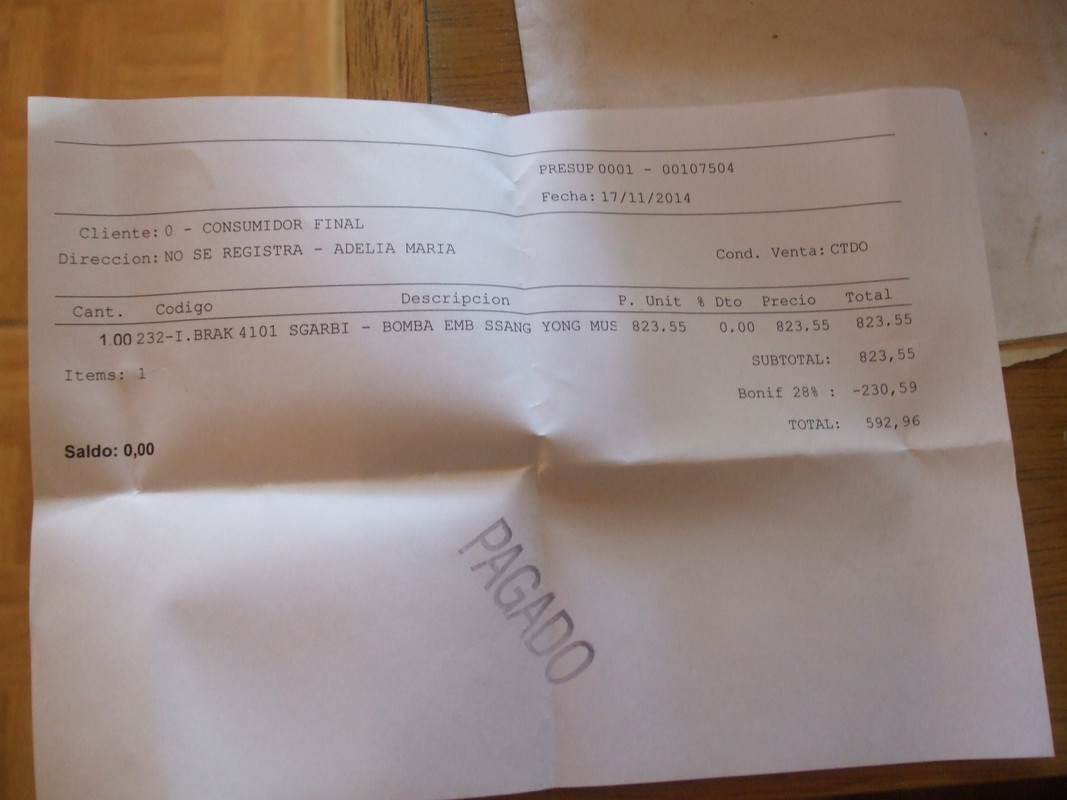 PRESUP 0001 - 00107504
Fecha: 17/11/2014
Cliente: 0 - CONSUMIDOR FINAL
Direccion: NO SE REGISTRA - ADELIA MARIA Cond. Venta: CTDO
Cant. Codigo Descripcion P. Unit % Dto Precio Total
1.00 232-I.BRAK 4101 SGARBI - BOMBA EMB SSANG YONG MUS 823.55 0.00 823,55 823,55
SUBTOTAL: 823,55
Items: 1
Bonif 28% : -230,59
TOTAL: 592,96
Saldo: 0,00
PAGADO